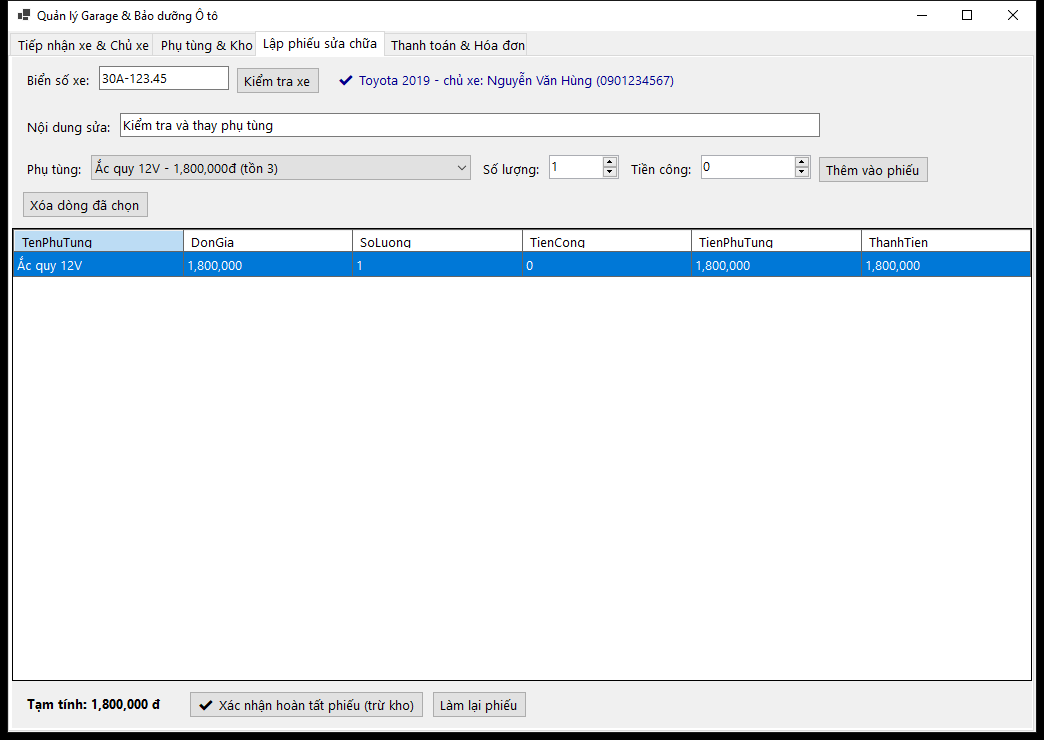 Quản lý Garage & Bảo dưỡng Ô tô
Tiếp nhận xe & Chủ xe Phụ tùng & Kho Lập phiếu sửa chữa Thanh toán & Hóa đơn
Biển số xe: 30A-123.45 Kiểm tra xe ✔ Toyota 2019 - chủ xe: Nguyễn Văn Hùng (0901234567)
Nội dung sửa: Kiểm tra và thay phụ tùng
Phụ tùng: Ắc quy 12V - 1,800,000đ (tồn 3) Số lượng: 1 Tiền công: 0 Thêm vào phiếu
Xóa dòng đã chọn
TenPhuTung DonGia SoLuong TienCong TienPhuTung ThanhTien
Ắc quy 12V 1,800,000 1 0 1,800,000 1,800,000
Tạm tính: 1,800,000 đ ✔ Xác nhận hoàn tất phiếu (trừ kho) Làm lại phiếu